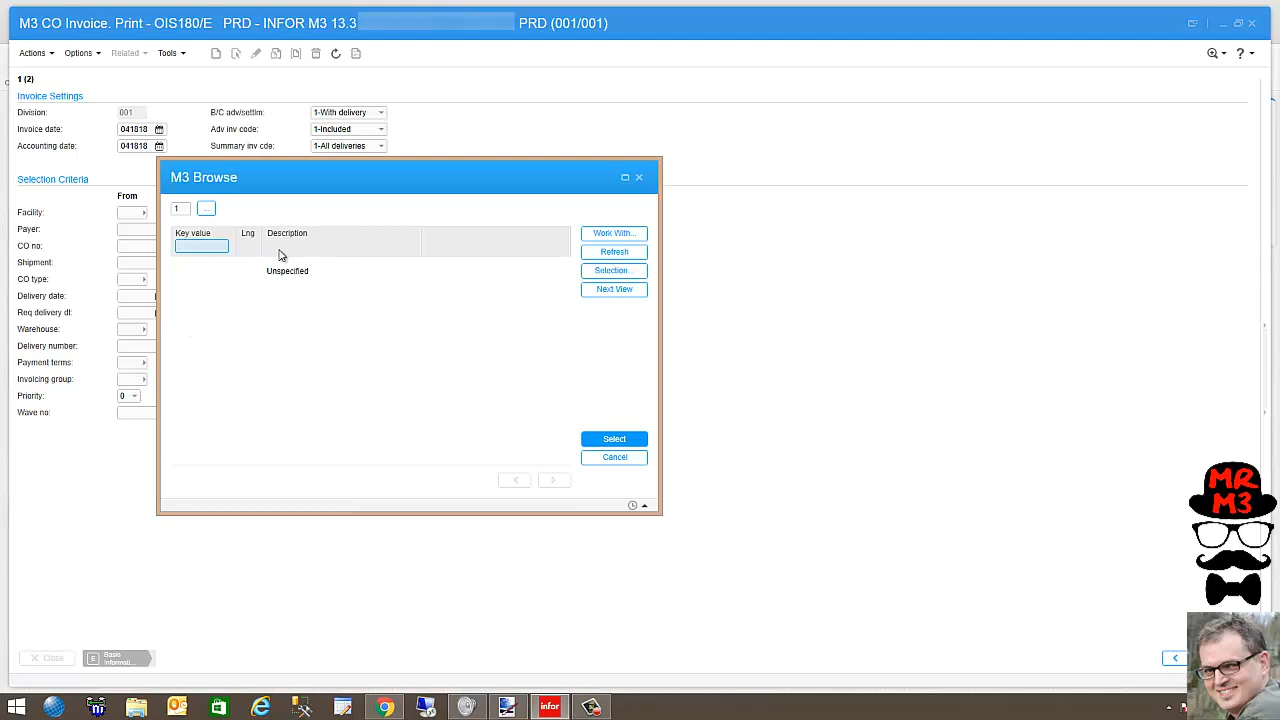 M3 CO Invoice. Print - OIS180/E PRD - INFOR M3 13.3 PRD (001/001)
Actions Options Related Tools ?
1 (2)
Invoice Settings
Division: 001 B/C adv/settlm: 1-With delivery
Invoice date: 041818 Adv inv code: 1-Included
Accounting date: 041818 Summary inv cde: 1-All deliveries
Selection Criteria
From
Facility:
Payer:
CO no:
Shipment:
CO type:
Delivery date:
Req delivery dt:
Warehouse:
Delivery number:
Payment terms:
Invoicing group:
Priority: 0
Wave no:
M3 Browse
1 ...
Key value Lng Description
Unspecified
Work With...
Refresh
Selection...
Next View
Select
Cancel
Close
E Basic
Informati...
MR
M3
infor